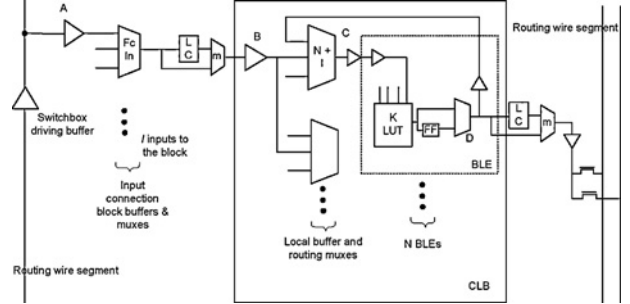 A
Fc
In
L
C
m
B
N +
I
C
Routing wire segment
K
LUT
FF
D
BLE
L
C
m
Switchbox
driving buffer
I inputs to
the block
Input
connection
block buffers &
muxes
Local buffer and
routing muxes
N BLEs
Routing wire segment
CLB